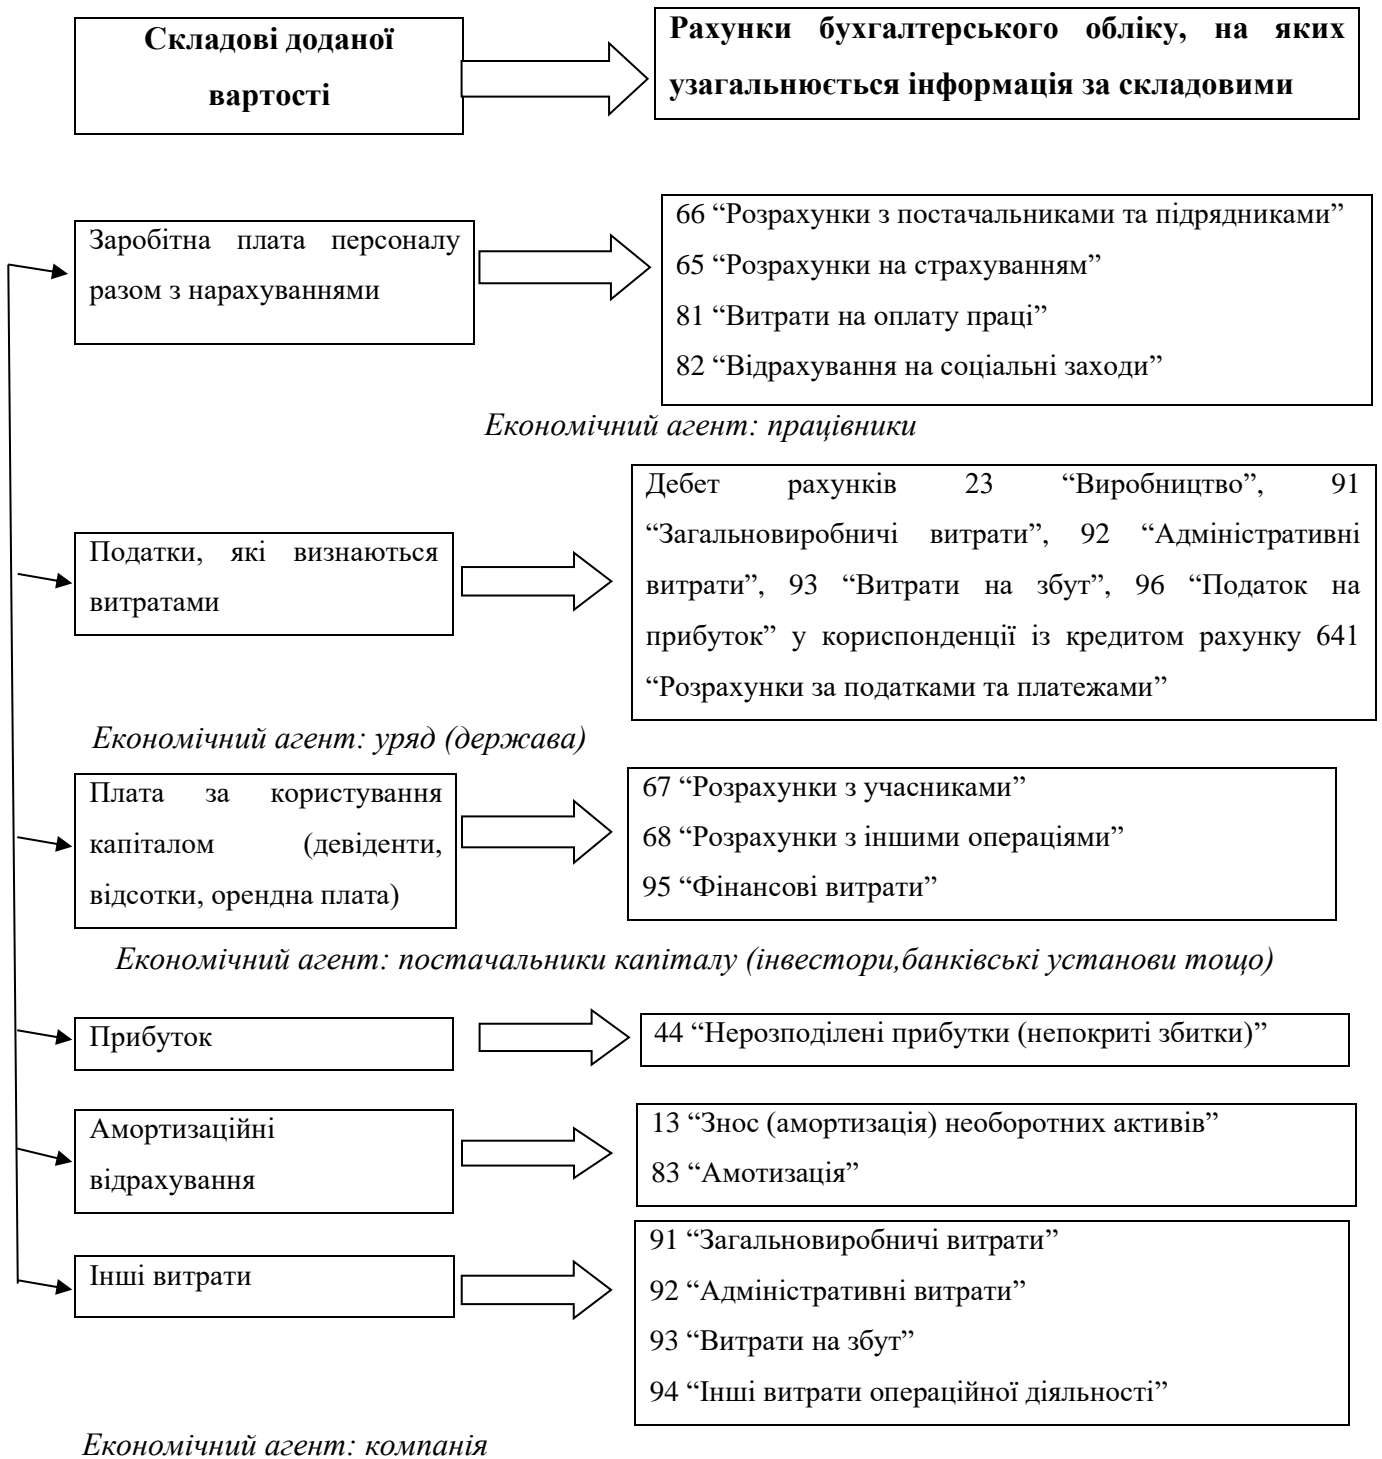 Складові доданої
вартості
Рахунки бухгалтерського обліку, на яких
узагальнюється інформація за складовими
Заробітна плата персоналу
разом з нарахуваннями
66 “Розрахунки з постачальниками та підрядниками”
65 “Розрахунки на страхуванням”
81 “Витрати на оплату праці”
82 “Відрахування на соціальні заходи”
Економічний агент: працівники
Податки, які визнаються
витратами
Дебет рахунків 23 “Виробництво”, 91
“Загальновиробничі витрати”, 92 “Адміністративні
витрати”, 93 “Витрати на збут”, 96 “Податок на
прибуток” у кориспонденції із кредитом рахунку 641
“Розрахунки за податками та платежами”
Економічний агент: уряд (держава)
Плата за користування
капіталом (девіденти,
відсотки, орендна плата)
67 “Розрахунки з учасниками”
68 “Розрахунки з іншими операціями”
95 “Фінансові витрати”
Економічний агент: постачальники капіталу (інвестори,банківські установи тощо)
Прибуток
44 “Нерозподілені прибутки (непокриті збитки)”
Амортизаційні
відрахування
13 “Знос (амортизація) необоротних активів”
83 “Амотизація”
Інші витрати
91 “Загальновиробничі витрати”
92 “Адміністративні витрати”
93 “Витрати на збут”
94 “Інші витрати операційної діяльності”
Економічний агент: компанія